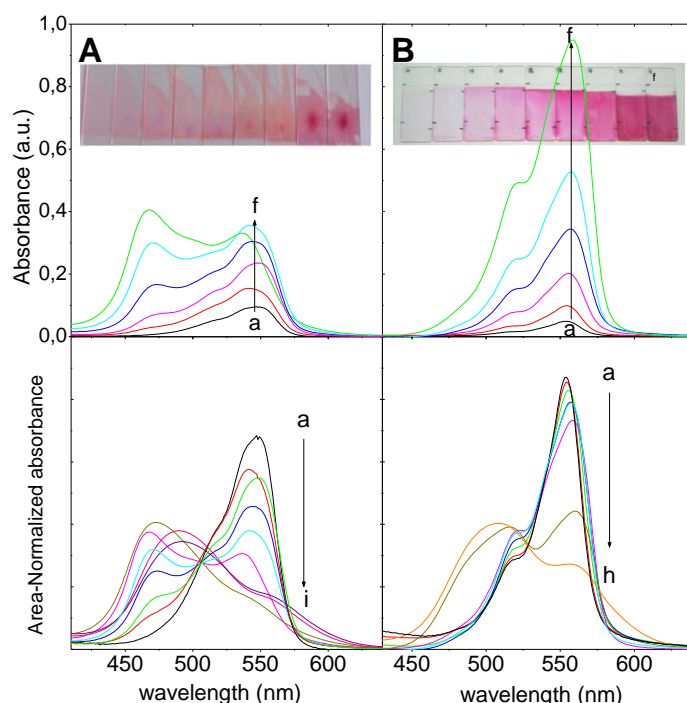 A
B
1,0
0,8
0,6
0,4
0,2
0,0
Absorbance (a.u.)
f
a
f
f
a
Area-Normalized absorbance
a
i
a
h
450 500 550 600
500 550 600
450
wavelength (nm)
wavelength (nm)